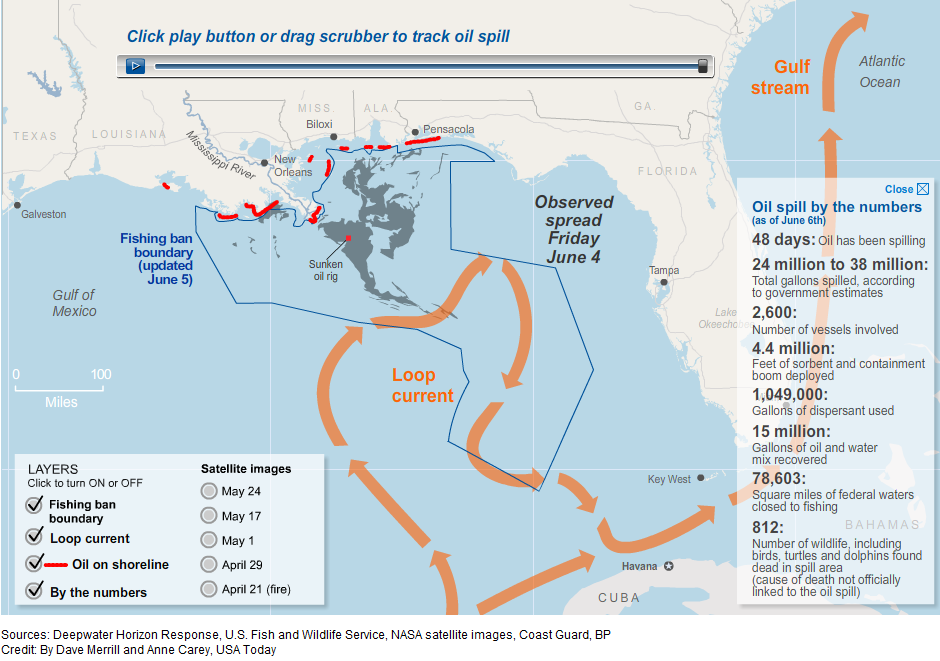 Click play button or drag scrubber to track oil spill
Gulf
stream
Atlantic
Ocean
TEXAS
LOUISIANA
MISS.
ALA.
GA.
Biloxi
Pensacola
Mississippi River
New
Orleans
FLORIDA
Galveston
Fishing ban
boundary
(updated
June 5)
Sunken
oil rig
Observed
spread
Friday
June 4
Tampa
Gulf of
Mexico
Lake
0 100
Miles
Loop
current
Key West
Havana
CUBA
BAHAMAS
Close
Oil spill by the numbers
(as of June 6th)
48 days: Oil has been spilling
24 million to 38 million:
Total gallons spilled, according
to government estimates
2,600:
Number of vessels involved
4.4 million:
Feet of sorbent and containment
boom deployed
1,049,000:
Gallons of dispersant used
15 million:
Gallons of oil and water
mix recovered
78,603:
Square miles of federal waters
closed to fishing
812:
Number of wildlife, including
birds, turtles and dolphins found
dead in spill area
(cause of death not officially
linked to the oil spill)
LAYERS
Click to turn ON or OFF
Fishing ban
boundary
Loop current
Oil on shoreline
By the numbers
Satellite images
May 24
May 17
May 1
April 29
April 21 (fire)
Sources: Deepwater Horizon Response, U.S. Fish and Wildlife Service, NASA satellite images, Coast Guard, BP
Credit: By Dave Merrill and Anne Carey, USA Today